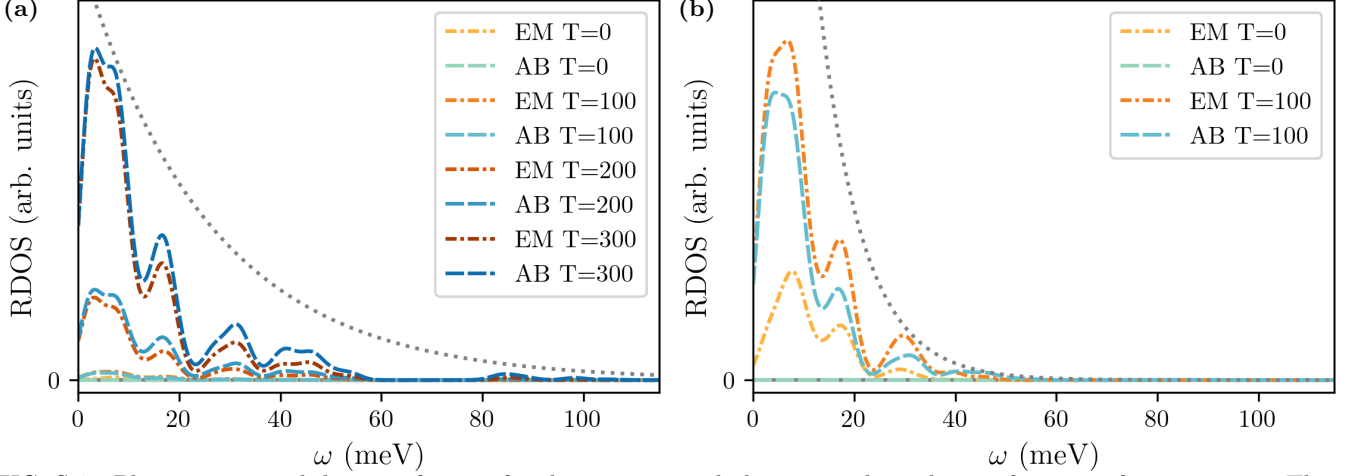 (a)
RDOS (arb. units)
0
EM T=0
AB T=0
EM T=100
AB T=100
EM T=200
AB T=200
EM T=300
AB T=300
0 20 40 60 80 100
ω (meV)
(b)
RDOS (arb. units)
0
EM T=0
AB T=0
EM T=100
AB T=100
0 20 40 60 80 100
ω (meV)